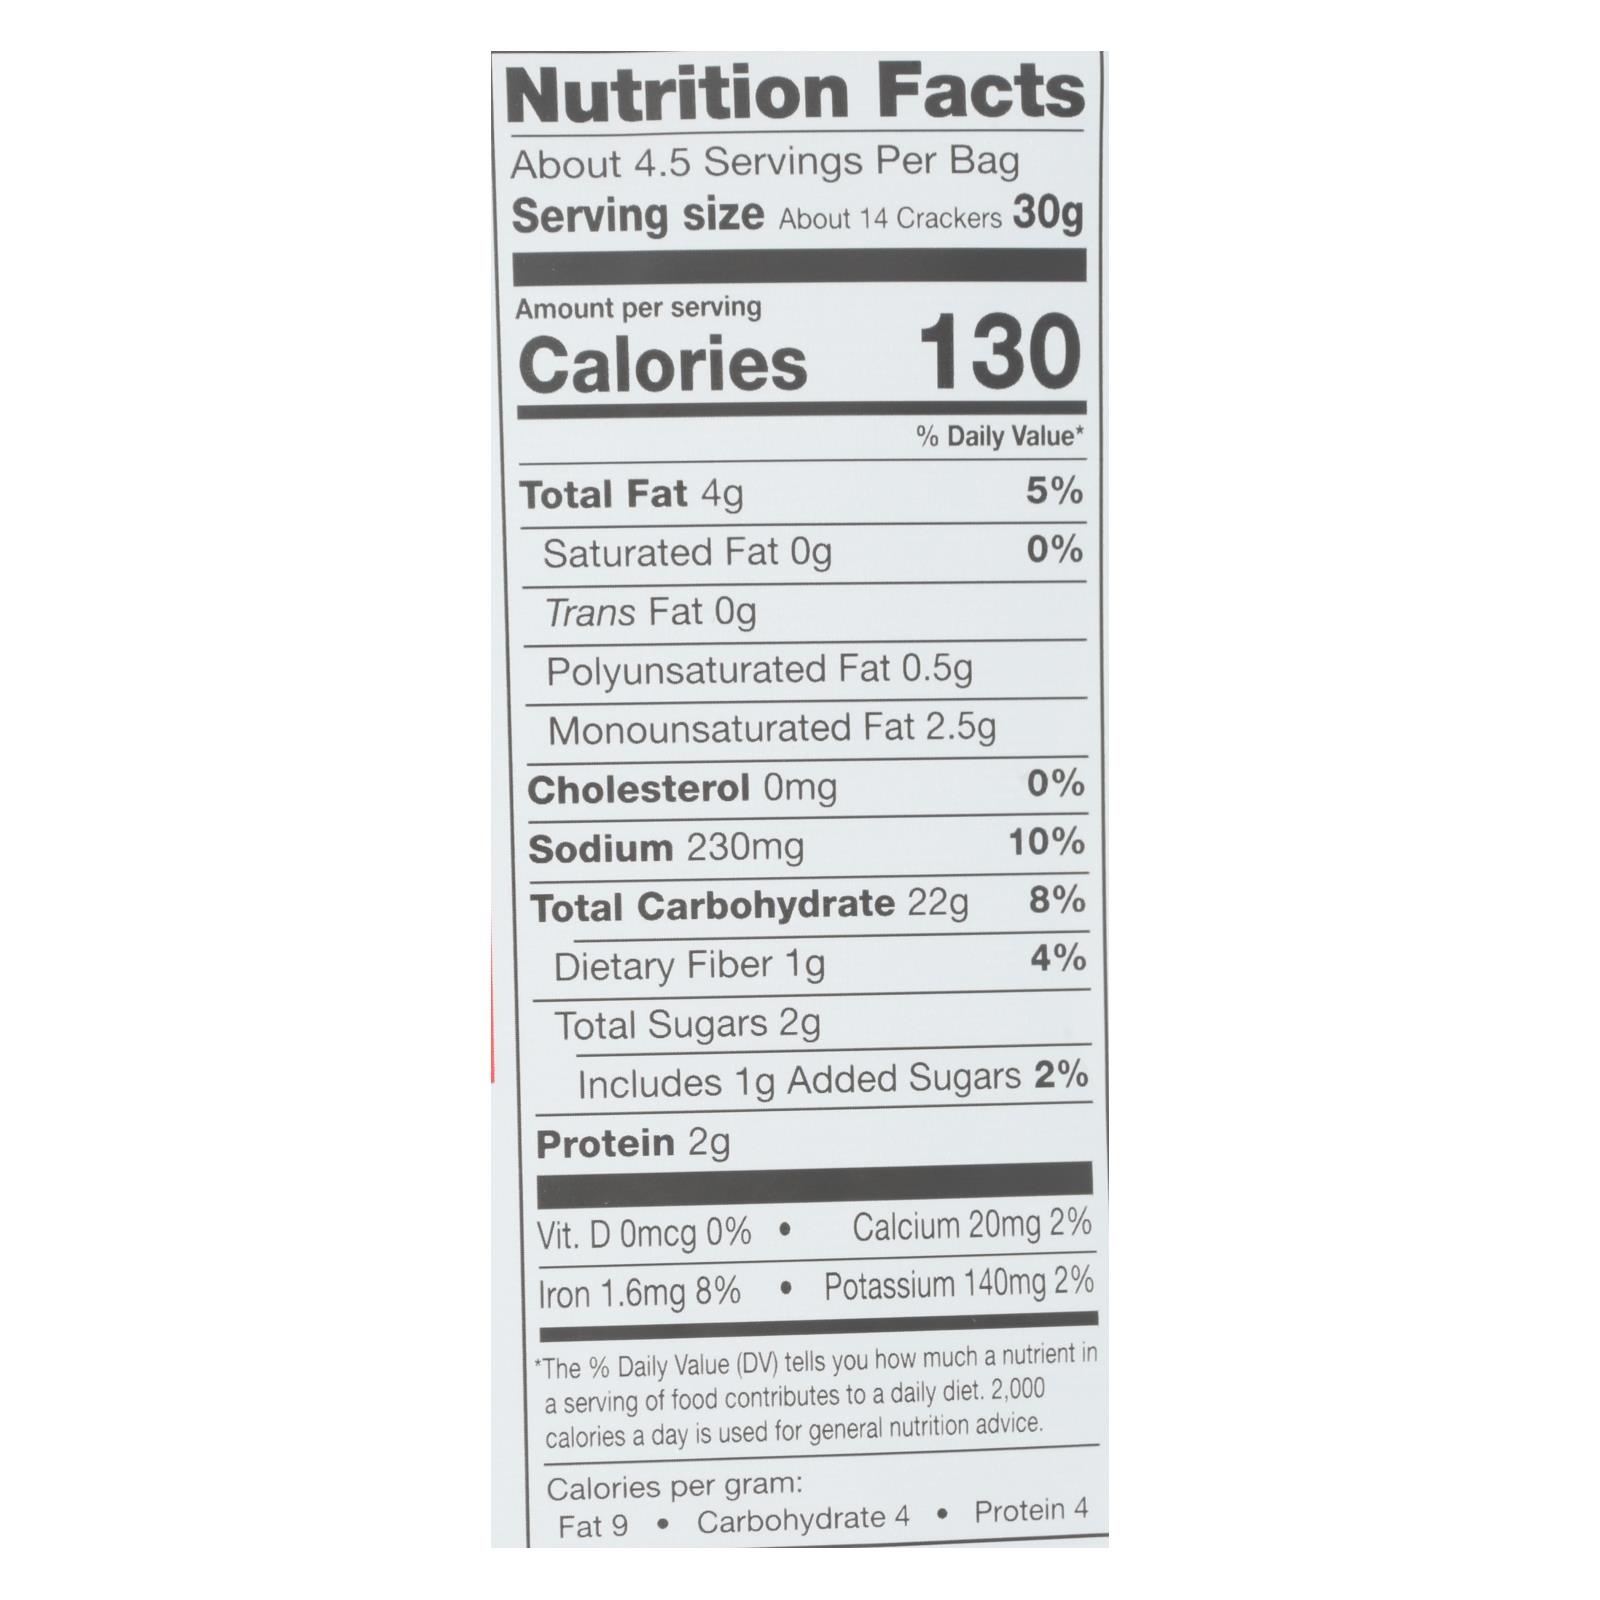 Nutrition Facts
About 4.5 Servings Per Bag
Serving size About 14 Crackers 30g
Amount per serving
Calories 130
% Daily Value*
Total Fat 4g 5%
Saturated Fat 0g 0%
Trans Fat 0g
Polyunsaturated Fat 0.5g
Monounsaturated Fat 2.5g
Cholesterol 0mg 0%
Sodium 230mg 10%
Total Carbohydrate 22g 8%
Dietary Fiber 1g 4%
Total Sugars 2g
Includes 1g Added Sugars 2%
Protein 2g
Vit. D 0mcg 0% • Calcium 20mg 2%
Iron 1.6mg 8% • Potassium 140mg 2%
*The % Daily Value (DV) tells you how much a nutrient in
a serving of food contributes to a daily diet. 2,000
calories a day is used for general nutrition advice.
Calories per gram:
Fat 9 • Carbohydrate 4 • Protein 4